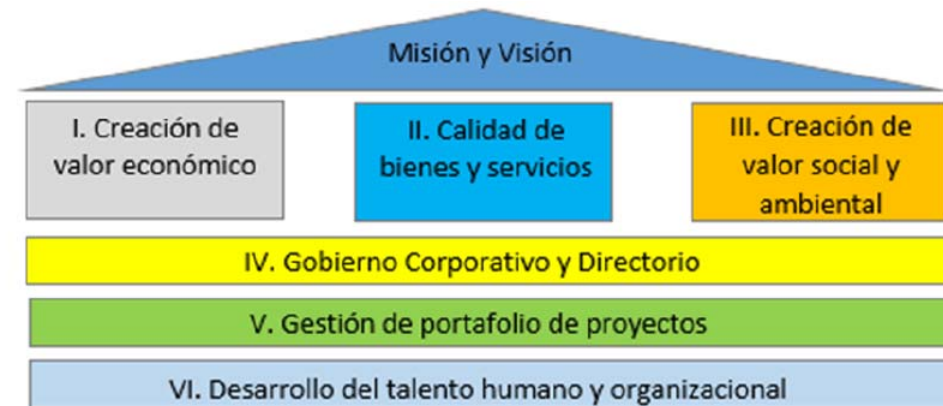 Misión y Visión
I. Creación de
valor económico
II. Calidad de
bienes y servicios
III. Creación de
valor social y
ambiental
IV. Gobierno Corporativo y Directorio
V. Gestión de portafolio de proyectos
VI. Desarrollo del talento humano y organizacional